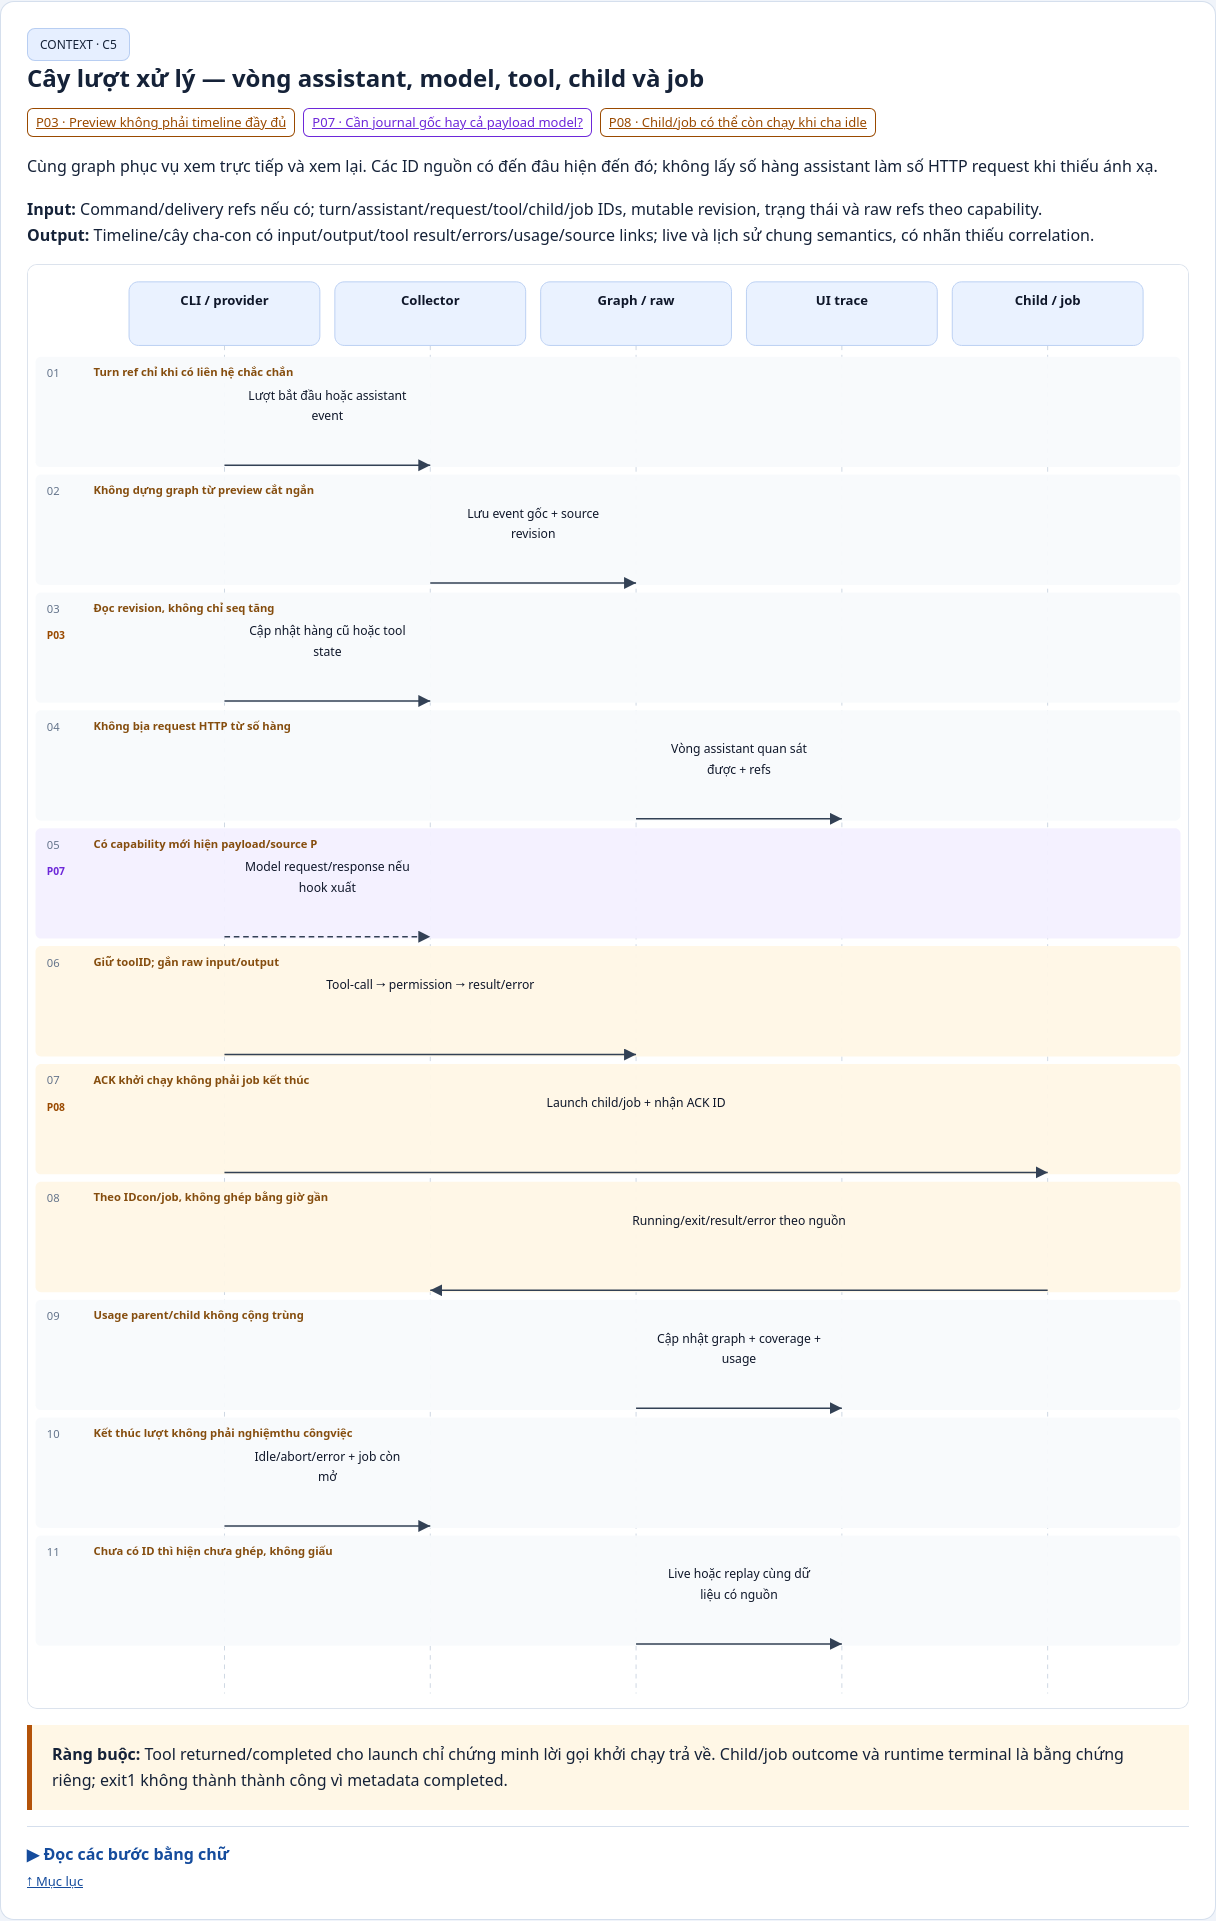 CONTEXT · C5
Cây lượt xử lý — vòng assistant, model, tool, child và job
P03 · Preview không phải timeline đầy đủ
P07 · Cần journal gốc hay cả payload model?
P08 · Child/job có thể còn chạy khi cha idle
Cùng graph phục vụ xem trực tiếp và xem lại. Các ID nguồn có đến đâu hiện đến đó; không lấy số hàng assistant làm số HTTP request khi thiếu ánh xạ.
Input: Command/delivery refs nếu có; turn/assistant/request/tool/child/job IDs, mutable revision, trạng thái và raw refs theo capability.
Output: Timeline/cây cha-con có input/output/tool result/errors/usage/source links; live và lịch sử chung semantics, có nhãn thiếu correlation.
CLI / provider
Collector
Graph / raw
UI trace
Child / job
01
Turn ref chỉ khi có liên hệ chắc chắn
Lượt bắt đầu hoặc assistant
event
02
Không dựng graph từ preview cắt ngắn
Lưu event gốc + source
revision
03
Đọc revision, không chỉ seq tăng
P03
Cập nhật hàng cũ hoặc tool
state
04
Không bịa request HTTP từ số hàng
Vòng assistant quan sát
được + refs
05
Có capability mới hiện payload/source P
P07
Model request/response nếu
hook xuất
06
Giữ toolID; gắn raw input/output
Tool-call → permission → result/error
07
ACK khởi chạy không phải job kết thúc
P08
Launch child/job + nhận ACK ID
08
Theo IDcon/job, không ghép bằng giờ gần
Running/exit/result/error theo nguồn
09
Usage parent/child không cộng trùng
Cập nhật graph + coverage +
usage
10
Kết thúc lượt không phải nghiệmthu côngviệc
Idle/abort/error + job còn
mở
11
Chưa có ID thì hiện chưa ghép, không giấu
Live hoặc replay cùng dữ
liệu có nguồn
Ràng buộc: Tool returned/completed cho launch chỉ chứng minh lời gọi khởi chạy trả về. Child/job outcome và runtime terminal là bằng chứng
riêng; exit1 không thành thành công vì metadata completed.
▶ Đọc các bước bằng chữ
↑ Mục lục